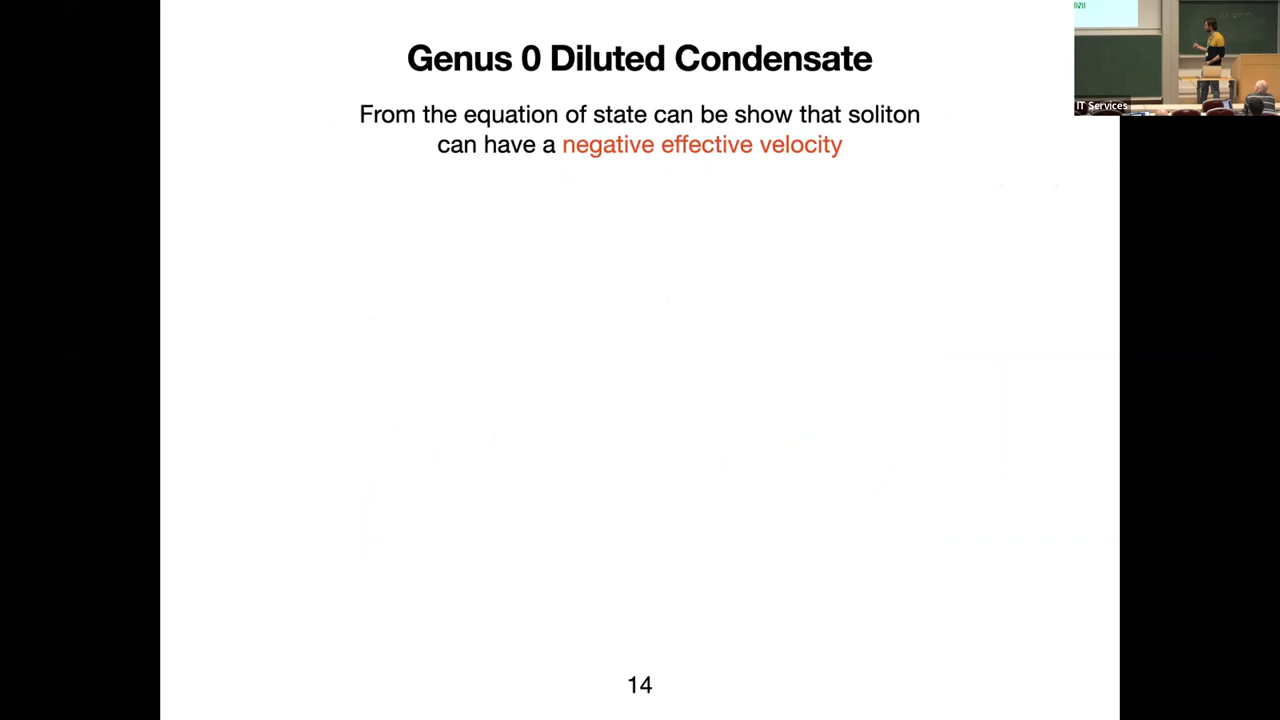 Genus 0 Diluted Condensate
From the equation of state can be show that soliton
can have a negative effective velocity
IT Services
14